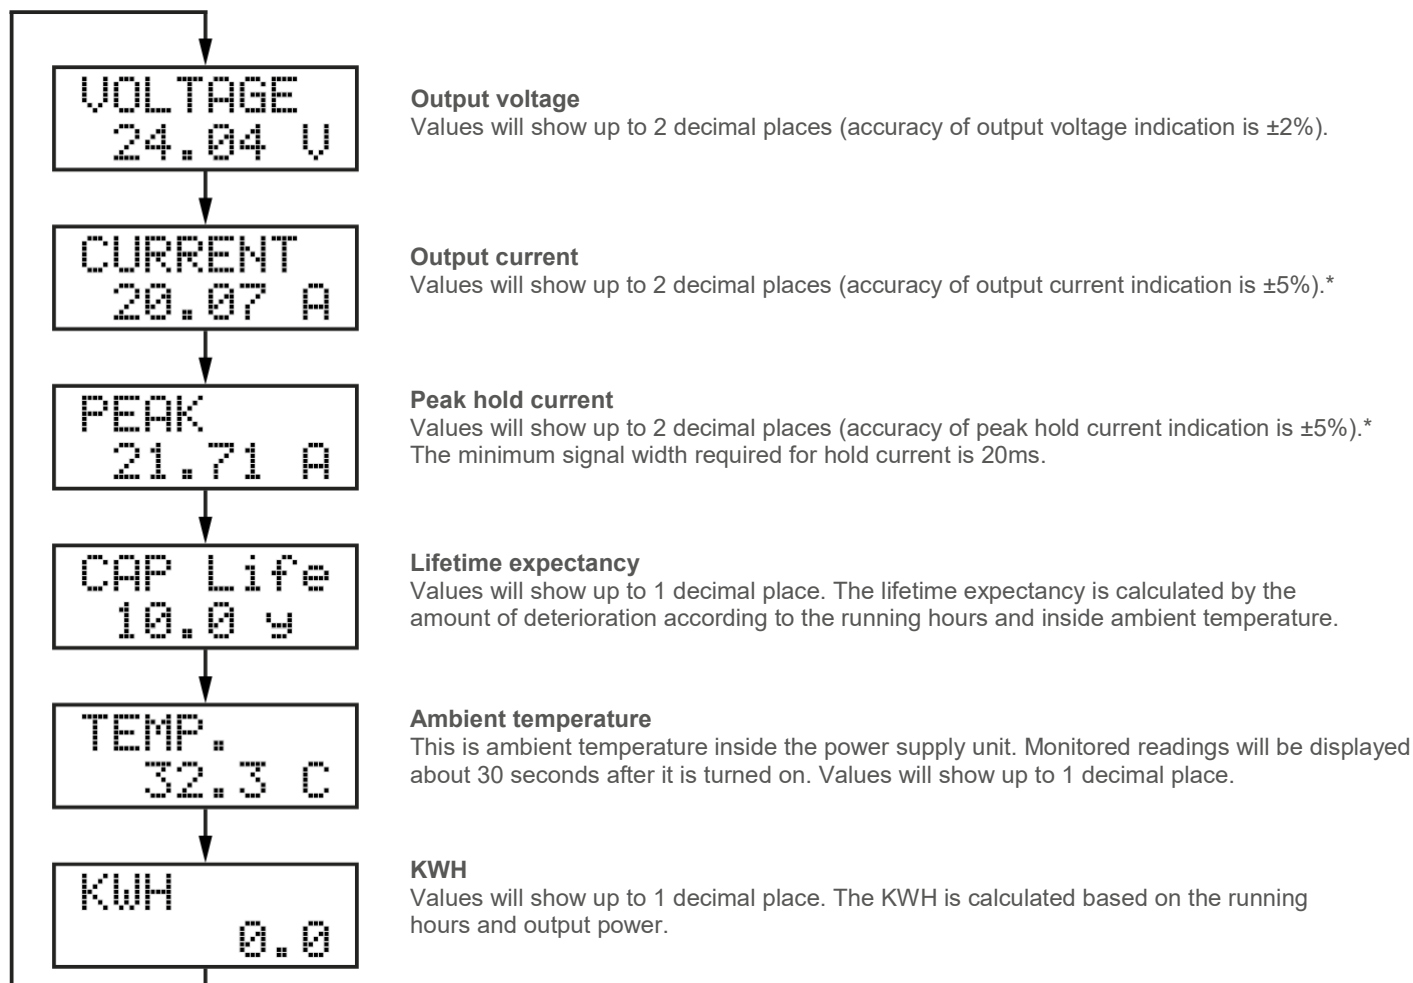 VOLTAGE
24.04 V
Output voltage
Values will show up to 2 decimal places (accuracy of output voltage indication is ±2%).
CURRENT
20.07 A
Output current
Values will show up to 2 decimal places (accuracy of output current indication is ±5%).*
PEAK
21.71 A
Peak hold current
Values will show up to 2 decimal places (accuracy of peak hold current indication is ±5%).*
The minimum signal width required for hold current is 20ms.
CAP Life
10.0 y
Lifetime expectancy
Values will show up to 1 decimal place. The lifetime expectancy is calculated by the
amount of deterioration according to the running hours and inside ambient temperature.
TEMP.
32.3 C
Ambient temperature
This is ambient temperature inside the power supply unit. Monitored readings will be displayed
about 30 seconds after it is turned on. Values will show up to 1 decimal place.
KWH
0.0
KWH
Values will show up to 1 decimal place. The KWH is calculated based on the running
hours and output power.